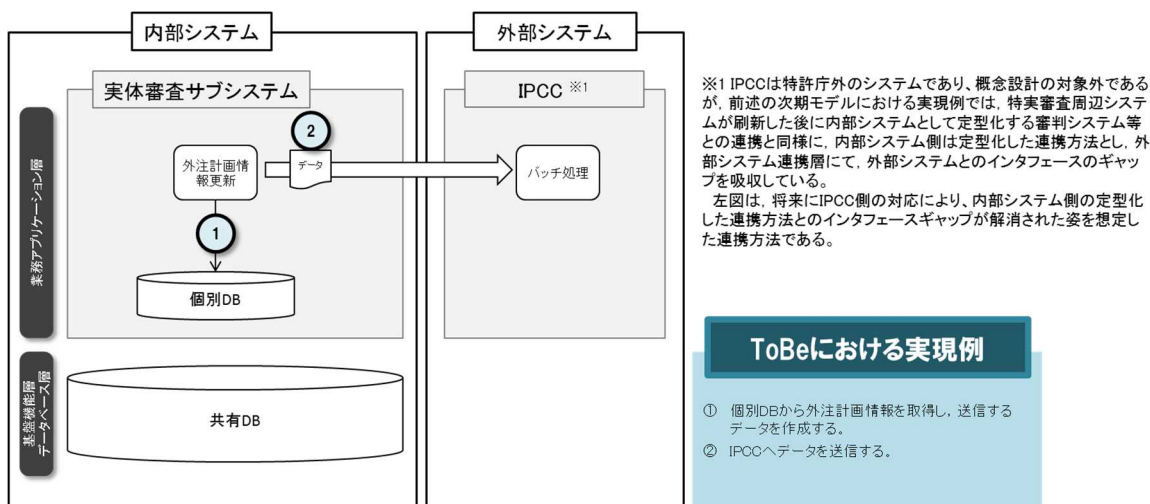 内部システム
外部システム
実体審査サブシステム
IPCC ※1
2
外注計画情
報更新
データ
バッチ処理
1
個別DB
業務アプリケーション層
共有DB
基盤機能層
データベース層
※1 IPCCは特許庁外のシステムであり、概念設計の対象外である
が，前述の次期モデルにおける実現例では，特実審査周辺システ
ムが刷新した後に内部システムとして定型化する審判システム等
との連携と同様に，内部システム側は定型化した連携方法とし，外
部システム連携層にて，外部システムとのインタフェースのギャッ
プを吸収している。
左図は，将来にIPCC側の対応により、内部システム側の定型化
した連携方法とのインタフェースギャップが解消された姿を想定し
た連携方法である。
ToBeにおける実現例
① 個別DBから外注計画情報を取得し，送信する
データを作成する。
② IPCCへデータを送信する。